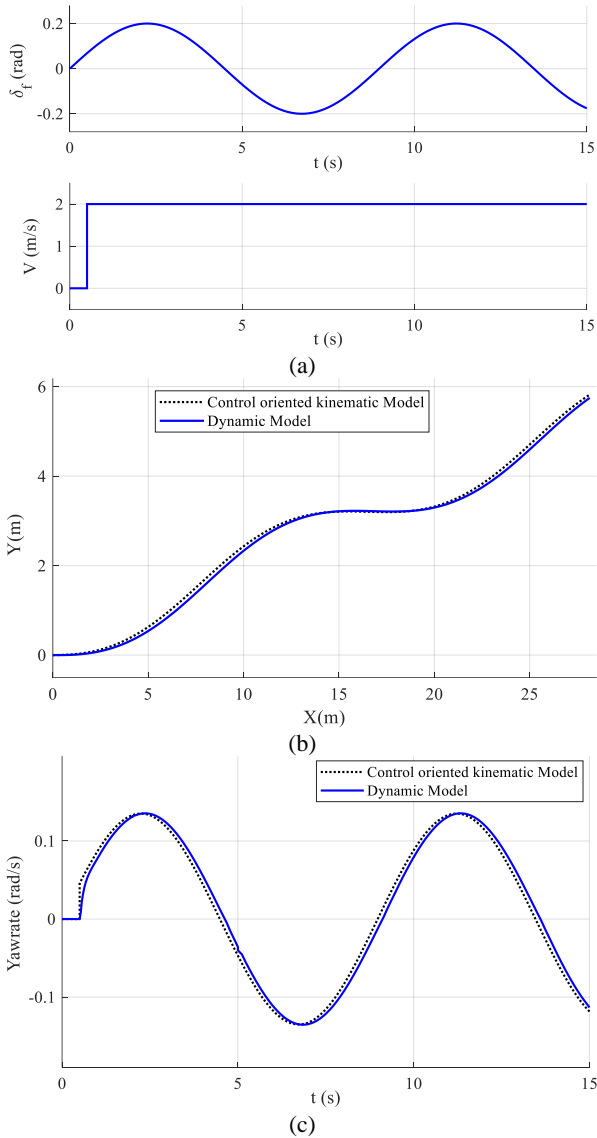 0.2
0
-0.2
δf (rad)
0 5 10 15
t (s)
2
1
0
V (m/s)
0 5 10 15
t (s)
(a)
6
4
2
0
Y(m)
Control oriented kinematic Model
Dynamic Model
0 5 10 15 20 25
X(m)
(b)
0.1
0
-0.1
Yawrate (rad/s)
Control oriented kinematic Model
Dynamic Model
0 5 10 15
t (s)
(c)